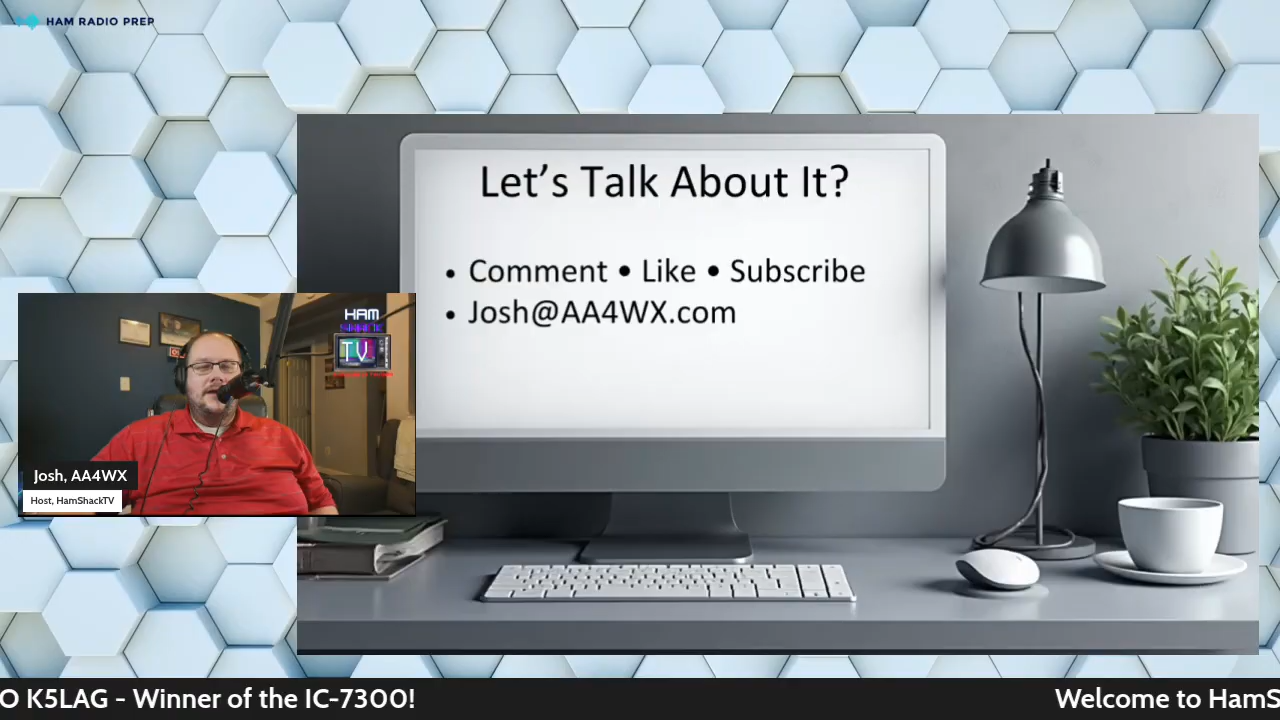 HAM RADIO PREP
Let's Talk About It?
• Comment • Like • Subscribe
• Josh@AA4WX.com
HAM
TV
Josh, AA4WX
Host, HamShackTV
O K5LAG - Winner of the IC-7300!
Welcome to HamS